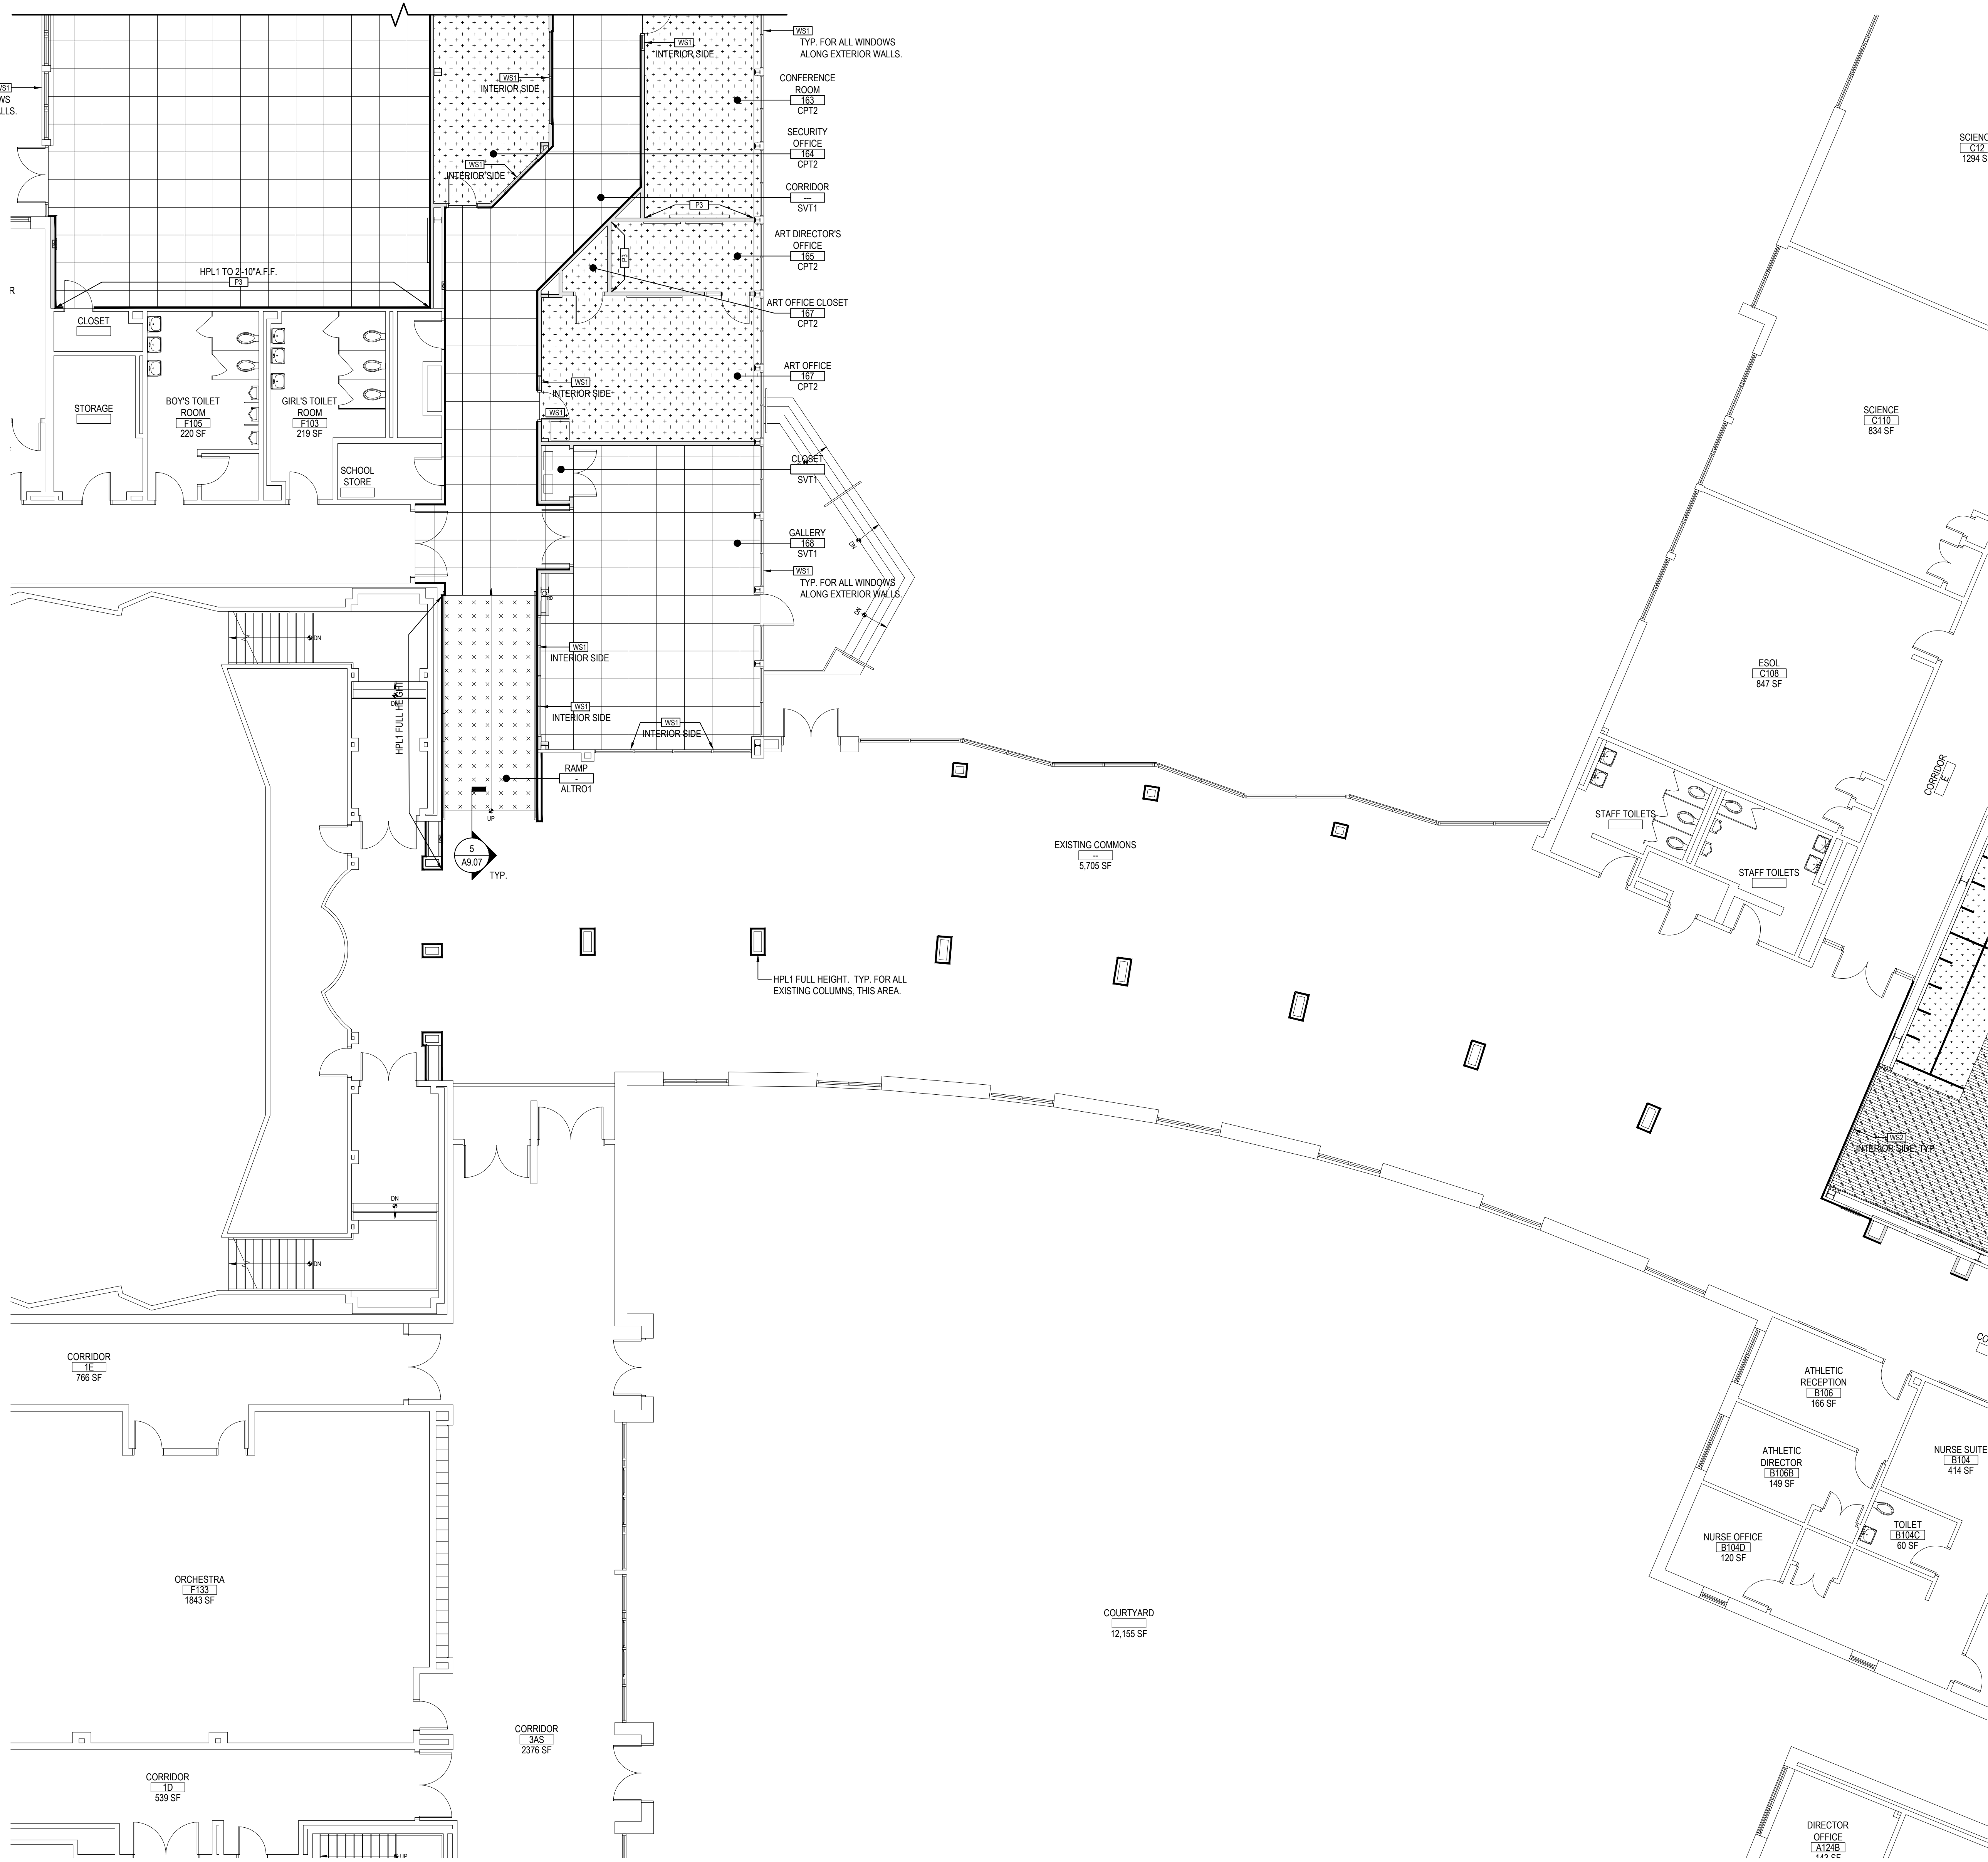 WS1
TYP. FOR ALL WINDOWS
ALONG EXTERIOR WALLS.
WS1
INTERIOR SIDE
WS1
INTERIOR SIDE
CONFERENCE
ROOM
163
CPT2
SECURITY
OFFICE
164
CPT2
WS1
INTERIOR SIDE
CORRIDOR
---
SVT1
P3
ART DIRECTOR'S
OFFICE
165
CPT2
P3
HPL1 TO 2'-10"A.F.F.
P3
ART OFFICE CLOSET
167
CPT2
CLOSET
ART OFFICE
167
CPT2
WS1
INTERIOR SIDE
WS1
STORAGE
BOY'S TOILET
ROOM
F105
220 SF
GIRL'S TOILET
ROOM
F103
219 SF
SCHOOL
STORE
CLOSET
SVT1
GALLERY
168
SVT1
DN
WS1
TYP. FOR ALL WINDOWS
ALONG EXTERIOR WALLS.
DN
DN
WS1
INTERIOR SIDE
DN
HPL1 FULL HEIGHT
WS1
INTERIOR SIDE
WS1
INTERIOR SIDE
RAMP
-
ALTRO1
UP
5
A9.07
TYP.
EXISTING COMMONS
--
5,705 SF
HPL1 FULL HEIGHT. TYP. FOR ALL
EXISTING COLUMNS, THIS AREA.
C12
SCIENCE
C110
834 SF
ESOL
C108
847 SF
CORRIDOR
E
STAFF TOILETS
STAFF TOILETS
WS2
INTERIOR SIDE, TYP.
DN
DN
CORRIDOR
1E
766 SF
ATHLETIC
RECEPTION
B106
166 SF
ATHLETIC
DIRECTOR
B106B
149 SF
NURSE SUITE
B104
414 SF
TOILET
B104C
60 SF
NURSE OFFICE
B104D
120 SF
ORCHESTRA
F133
1843 SF
COURTYARD
12,155 SF
CORRIDOR
3AS
2376 SF
CORRIDOR
1D
539 SF
UP
DIRECTOR
OFFICE
A124B
143 SF